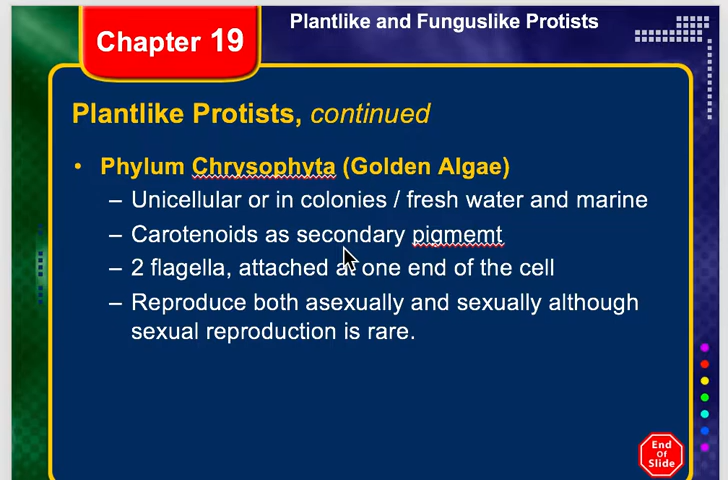 Plantlike and Funguslike Protists
Chapter 19
Plantlike Protists, continued
• Phylum Chrysophyta (Golden Algae)
– Unicellular or in colonies / fresh water and marine
– Carotenoids as secondary pigmemt
– 2 flagella, attached at one end of the cell
– Reproduce both asexually and sexually although
sexual reproduction is rare.
End
Of
Slide